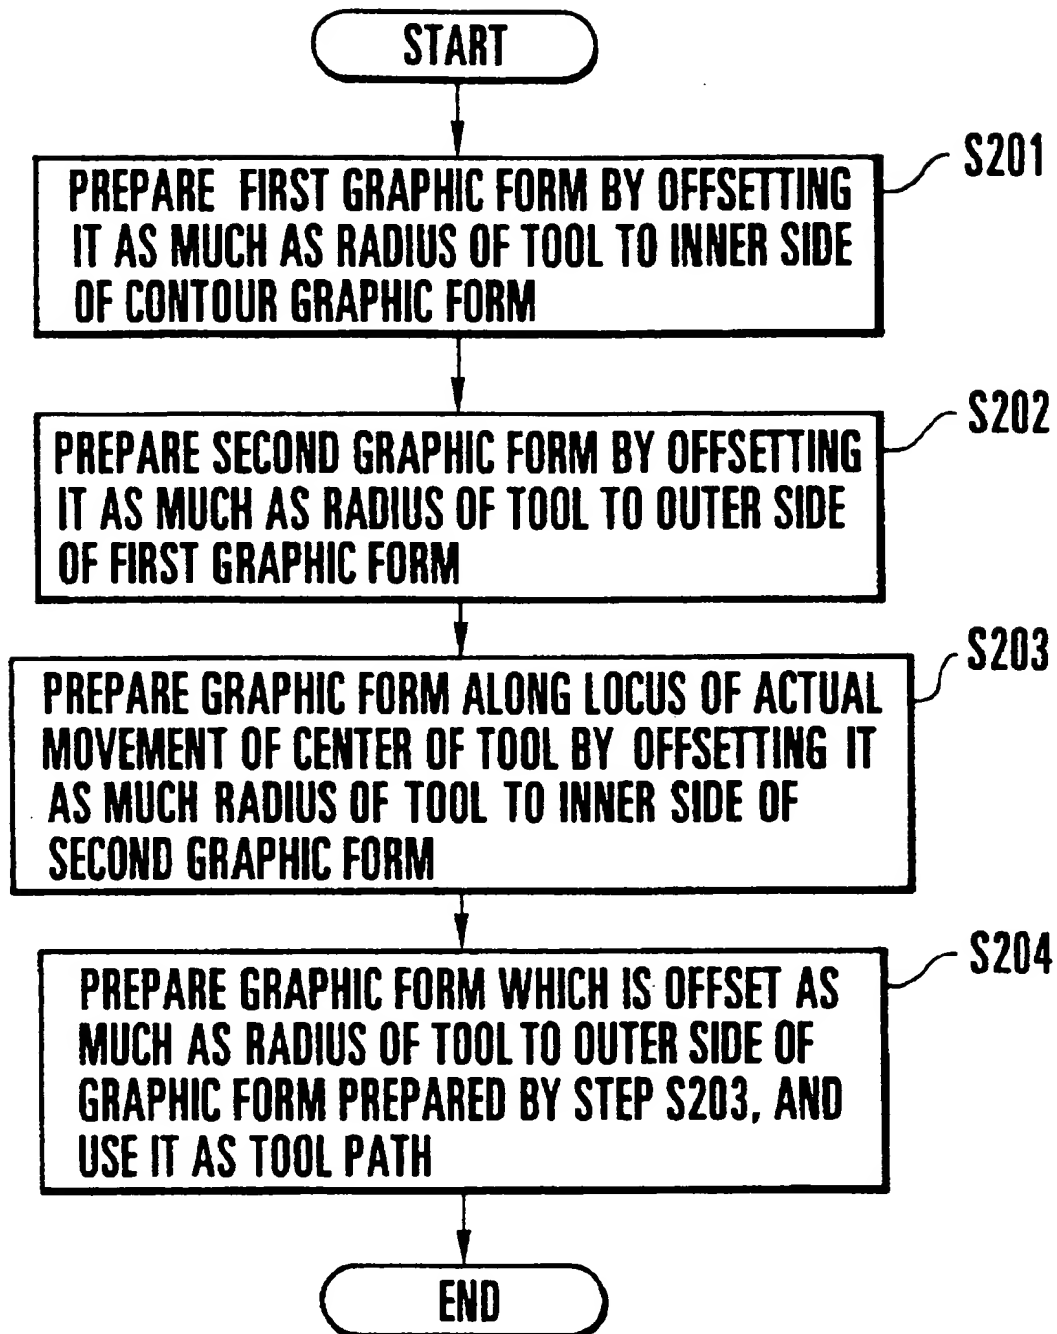 START
S201
PREPARE FIRST GRAPHIC FORM BY OFFSETTING
IT AS MUCH AS RADIUS OF TOOL TO INNER SIDE
OF CONTOUR GRAPHIC FORM
S202
PREPARE SECOND GRAPHIC FORM BY OFFSETTING
IT AS MUCH AS RADIUS OF TOOL TO OUTER SIDE
OF FIRST GRAPHIC FORM
S203
PREPARE GRAPHIC FORM ALONG LOCUS OF ACTUAL
MOVEMENT OF CENTER OF TOOL BY OFFSETTING IT
AS MUCH RADIUS OF TOOL TO INNER SIDE OF
SECOND GRAPHIC FORM
S204
PREPARE GRAPHIC FORM WHICH IS OFFSET AS
MUCH AS RADIUS OF TOOL TO OUTER SIDE OF
GRAPHIC FORM PREPARED BY STEP S203, AND
USE IT AS TOOL PATH
END